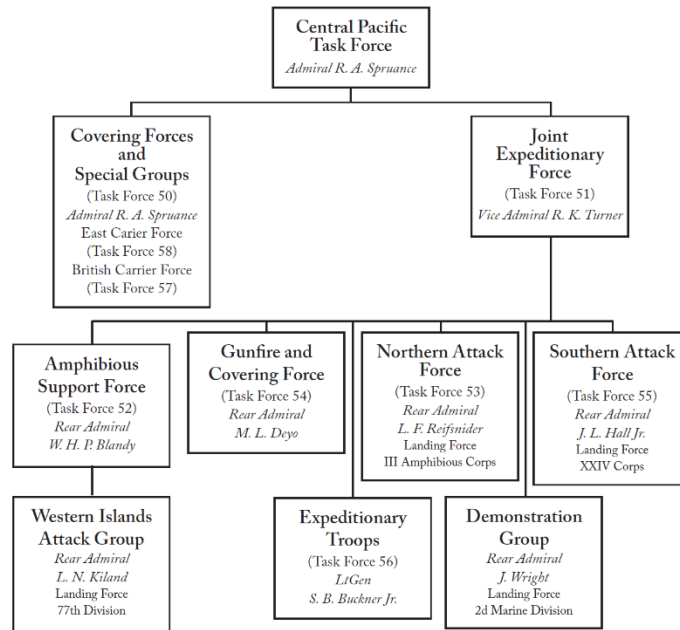 Central Pacific
Task Force
Admiral R. A. Spruance
Covering Forces
and
Special Groups
(Task Force 50)
Admiral R. A. Spruance
East Carier Force
(Task Force 58)
British Carrier Force
(Task Force 57)
Joint
Expeditionary
Force
(Task Force 51)
Vice Admiral R. K. Turner
Amphibious
Support Force
(Task Force 52)
Rear Admiral
W. H. P. Blandy
Gunfire and
Covering Force
(Task Force 54)
Rear Admiral
M. L. Deyo
Northern Attack
Force
(Task Force 53)
Rear Admiral
L. F. Reifsnider
Landing Force
III Amphibious Corps
Southern Attack
Force
(Task Force 55)
Rear Admiral
J. L. Hall Jr.
Landing Force
XXIV Corps
Western Islands
Attack Group
Rear Admiral
L. N. Kiland
Landing Force
77th Division
Expeditionary
Troops
(Task Force 56)
LtGen
S. B. Buckner Jr.
Demonstration
Group
Rear Admiral
J. Wright
Landing Force
2d Marine Division